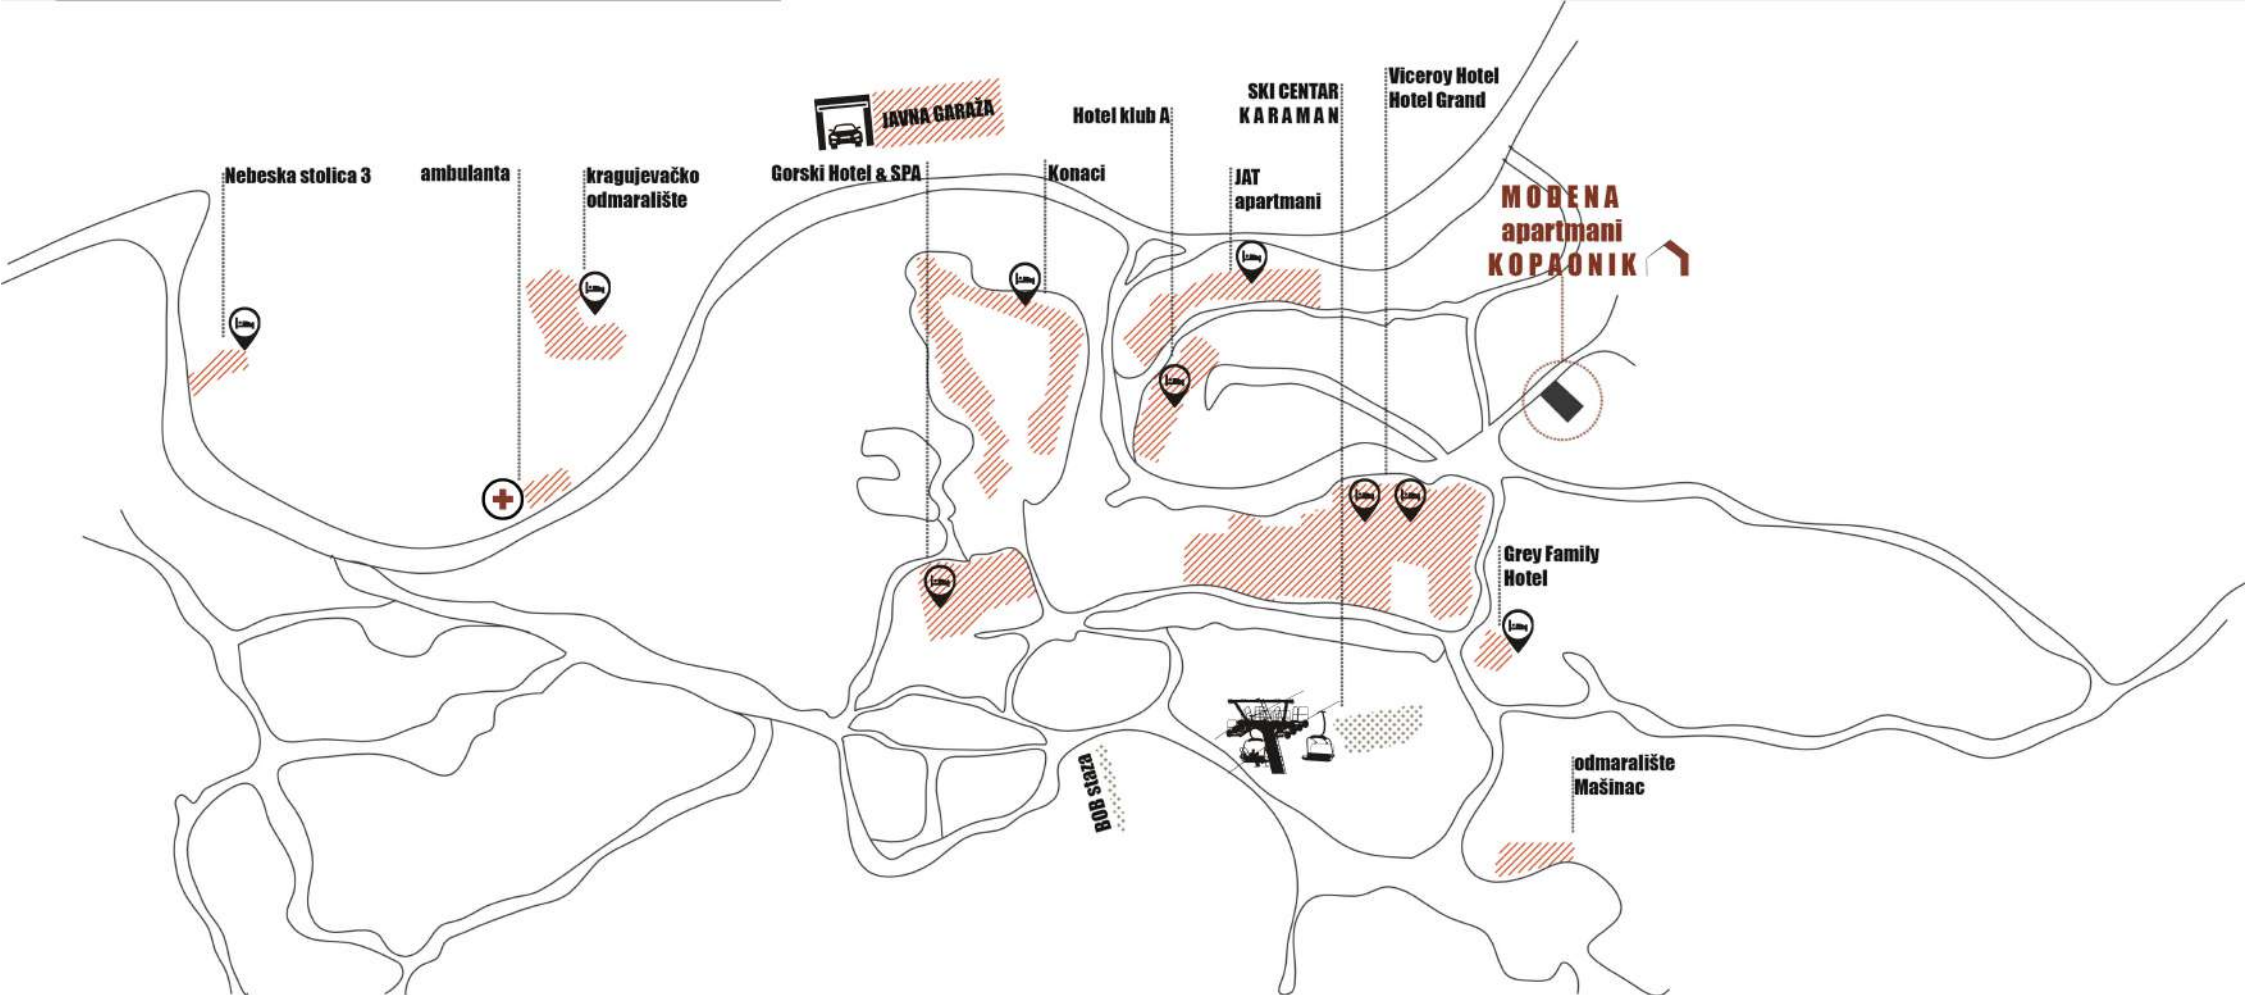 Viceroy Hotel
Hotel Grand
SKI CENTAR
KARAMAN
JAVNA GARAŽA
Hotel klub A
Nebeska stolica 3
ambulanta
kragujevačko
odmaralište
Gorski Hotel & SPA
Konaci
JAT
apartmani
MODENA
apartmani
KOPAONIK
Grey Family
Hotel
BOB staza
odmaralište
Mašinac